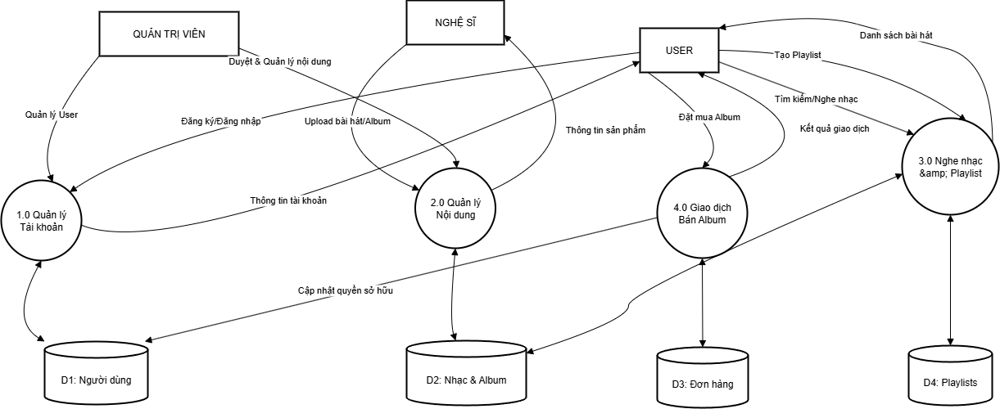 QUẢN TRỊ VIÊN
NGHỆ SĨ
USER
Danh sách bài hát
Duyệt & Quản lý nội dung
Tạo Playlist
Quản lý User
Đăng ký/Đăng nhập
Upload bài hát/Album
Thông tin sản phẩm
Đặt mua Album
Tìm kiếm/Nghe nhạc
Kết quả giao dịch
3.0 Nghe nhạc
&amp; Playlist
Thông tin tài khoản
1.0 Quản lý
Tài khoản
2.0 Quản lý
Nội dung
4.0 Giao dịch
Bán Album
Cập nhật quyền sở hữu
D1: Người dùng
D2: Nhạc & Album
D3: Đơn hàng
D4: Playlists